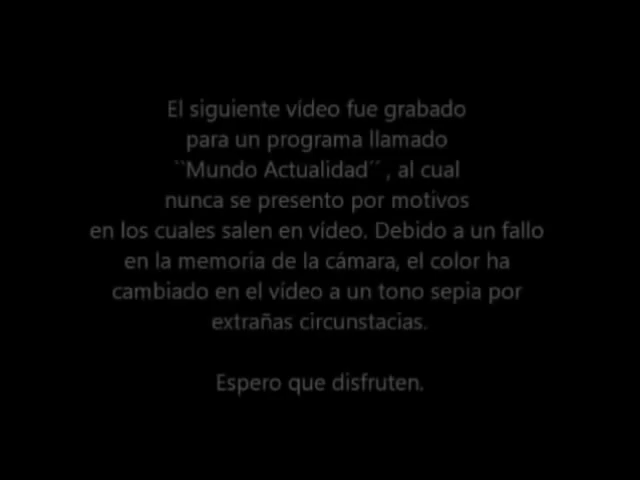 El siguiente vídeo fue grabado
para un programa llamado
``Mundo Actualidad´´ , al cual
nunca se presento por motivos
en los cuales salen en vídeo. Debido a un fallo
en la memoria de la cámara, el color ha
cambiado en el vídeo a un tono sepia por
extrañas circunstacias.
Espero que disfruten.